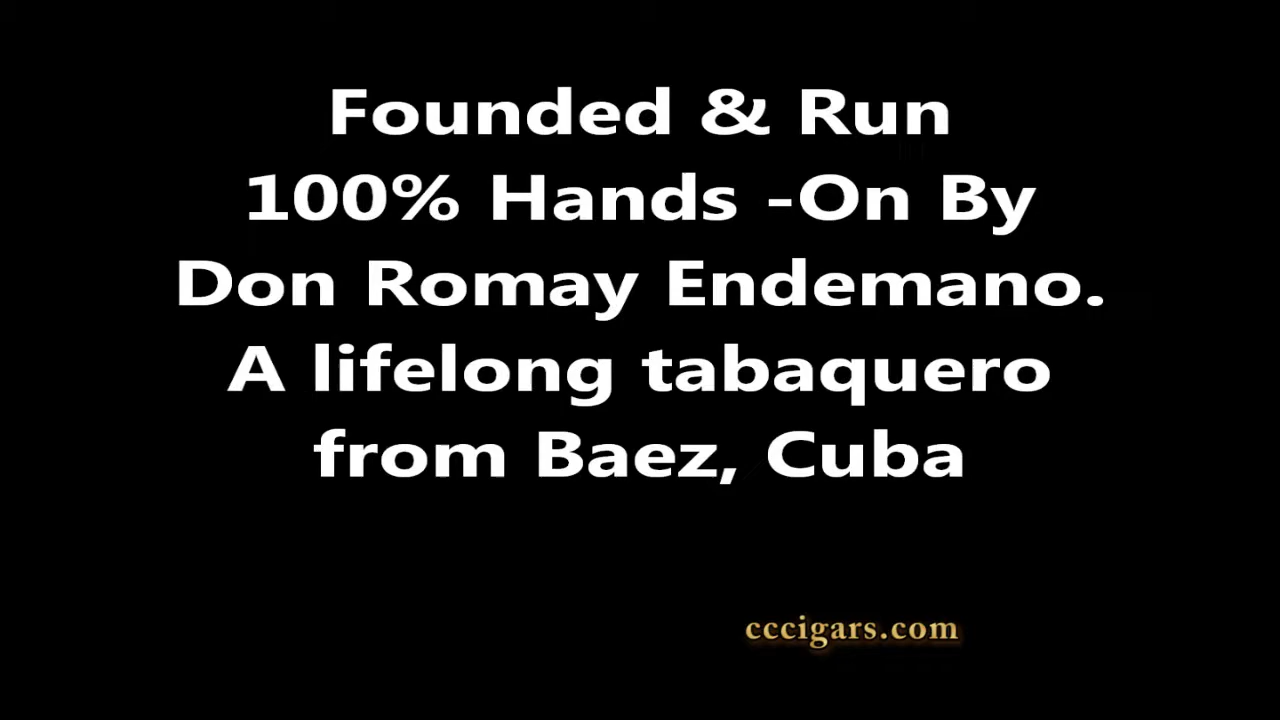 Founded & Run
100% Hands -On By
Don Romay Endemano.
A lifelong tabaquero
from Baez, Cuba
cccigars.com